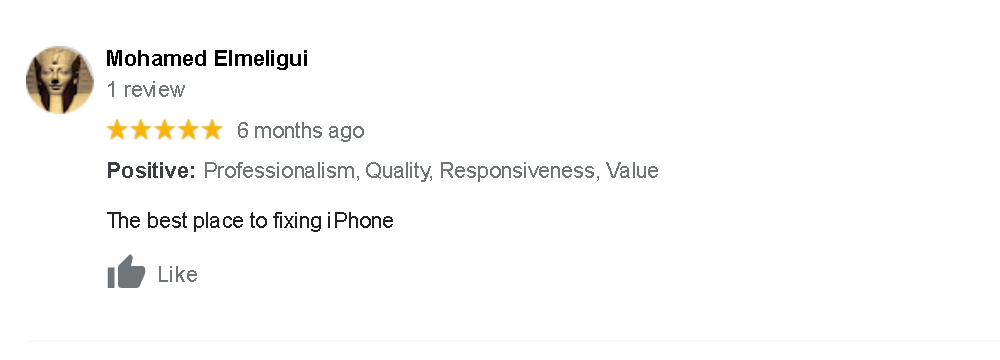 Mohamed Elmeligui
1 review
6 months ago
Positive: Professionalism, Quality, Responsiveness, Value
The best place to fixing iPhone
Like